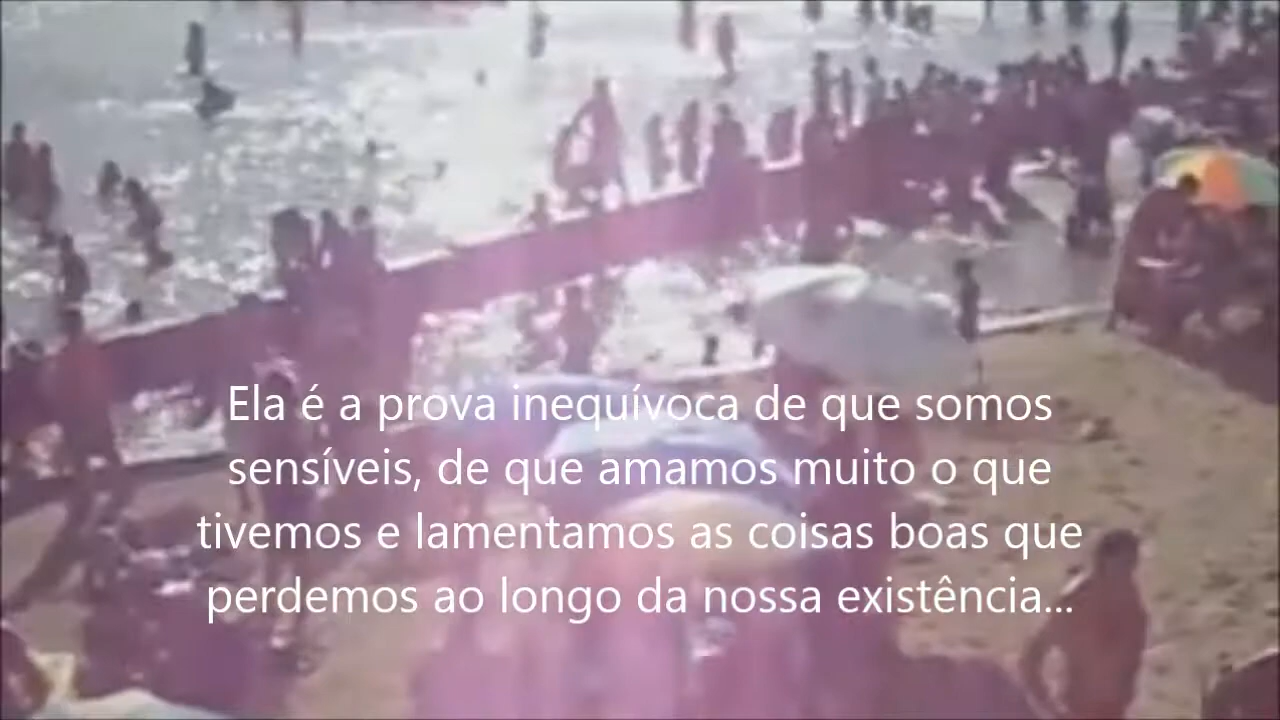 Ela é a prova inequívoca de que somos
sensíveis, de que amamos muito o que
tivemos e lamentamos as coisas boas que
perdemos ao longo da nossa existência...